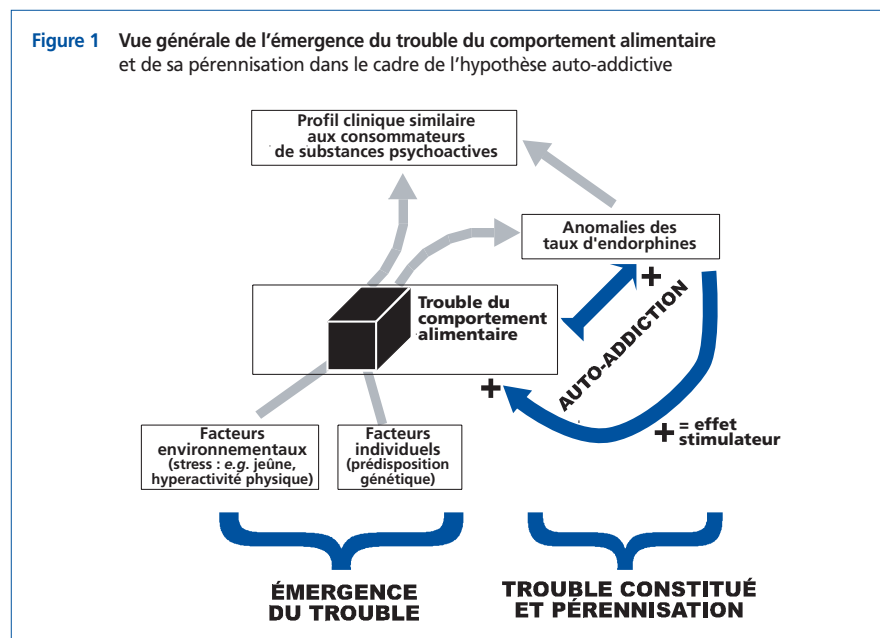 Figure 1 Vue générale de l'émergence du trouble du comportement alimentaire
et de sa pérennisation dans le cadre de l'hypothèse auto-addictive
Profil clinique similaire
aux consommateurs
de substances psychoactives
Anomalies des
taux d'endorphines
+
Trouble du
comportement
alimentaire
AUTO-ADDICTION
+
+ = effet
stimulateur
Facteurs
environnementaux
(stress : e.g. jeûne,
hyperactivité physique)
Facteurs
individuels
(prédisposition
génétique)
ÉMERGENCE
DU TROUBLE
TROUBLE CONSTITUÉ
ET PÉRENNISATION